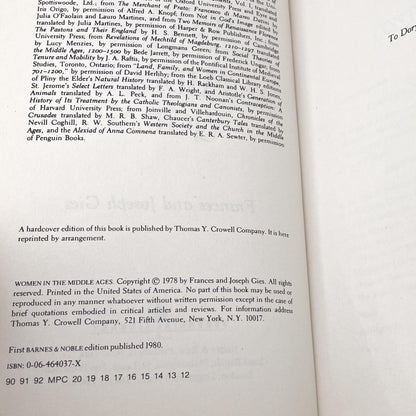 Spottiswoode, Ltd.; from The Merchant of Prato: Francesco
Iris Origo, by permission of Alfred A. Knopf; from Not in God's Image,
Julia O'Faolain and Lauro Martines, and from Two Memoirs of Renaissance
translated by Julia Martines, by permission of Harper & Row Publishers, Inc.;
The Pastons and Their England by H. S. Bennett, by permission of Cambridge
University Press; from Revelations of Mechthild of Magdeburg, 1210-1297 translated
by Lucy Menzies, by permission of Longmans Green; from Social Theories of
the Middle Ages, 1200-1500 by Bede Jarrett, by permission of Frederick Ungar;
Tenure and Mobility by J. A. Raftis, by permission of the Pontifical Institute of Mediaeval
Studies, Toronto, Ontario; from "Land, Family, and Women in Continental Europe,
701-1200," by permission of David Herlihy; from the Loeb Classical Library editions
of Pliny the Elder's Natural History translated by H. Rackham and W. H. S. Jones,
St. Jerome's Select Letters translated by F. A. Wright, and Aristotle's Generation of
Animals translated by A. L. Peck, and from J. T. Noonan's Contraception, a
History of Its Treatment by the Catholic Theologians and Canonists, by permission
of Harvard University Press; from Joinville and Villehardouin, Chronicles of the
Crusades translated by M. R. B. Shaw, Chaucer's Canterbury Tales translated by
Nevill Coghill, R. W. Southern's Western Society and the Church in the Middle
Ages, and the Alexiad of Anna Comnena translated by E. R. A. Sewter, by permission
of Penguin Books.
To Dor
A hardcover edition of this book is published by Thomas Y. Crowell Company. It is here
reprinted by arrangement.
WOMEN IN THE MIDDLE AGES. Copyright © 1978 by Frances and Joseph Gies. All rights
reserved. Printed in the United States of America. No part of this book may be used or
reproduced in any manner whatsoever without written permission except in the case of
brief quotations embodied in critical articles and reviews. For information address
Thomas Y. Crowell Company, 521 Fifth Avenue, New York, N.Y. 10017.
First BARNES & NOBLE edition published 1980.
ISBN: 0-06-464037-X
90 91 92 MPC 20 19 18 17 16 15 14 13 12